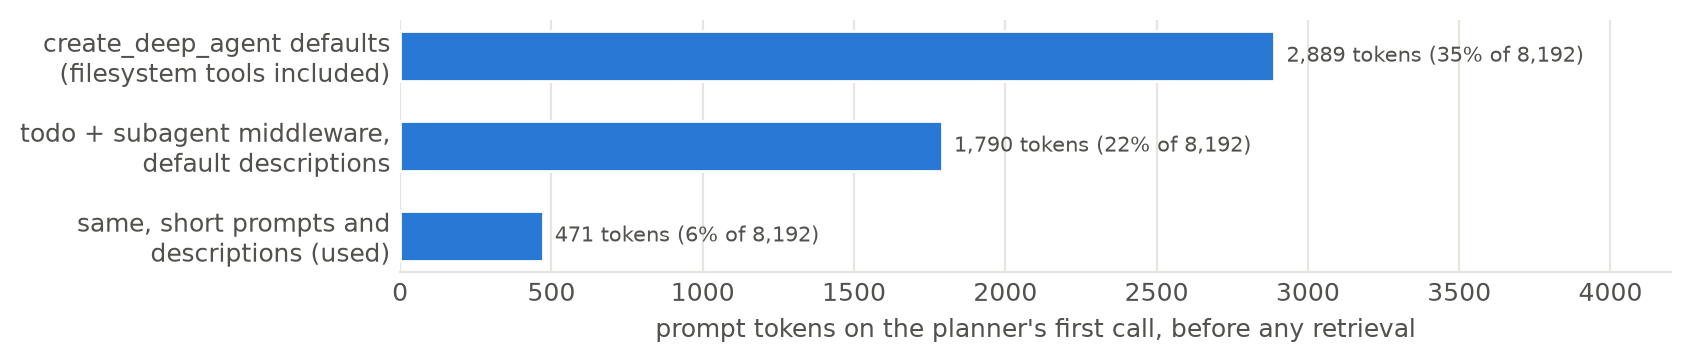 create_deep_agent defaults
(filesystem tools included)
2,889 tokens (35% of 8,192)
todo + subagent middleware,
default descriptions
1,790 tokens (22% of 8,192)
same, short prompts and
descriptions (used)
471 tokens (6% of 8,192)
0 500 1000 1500 2000 2500 3000 3500 4000
prompt tokens on the planner's first call, before any retrieval